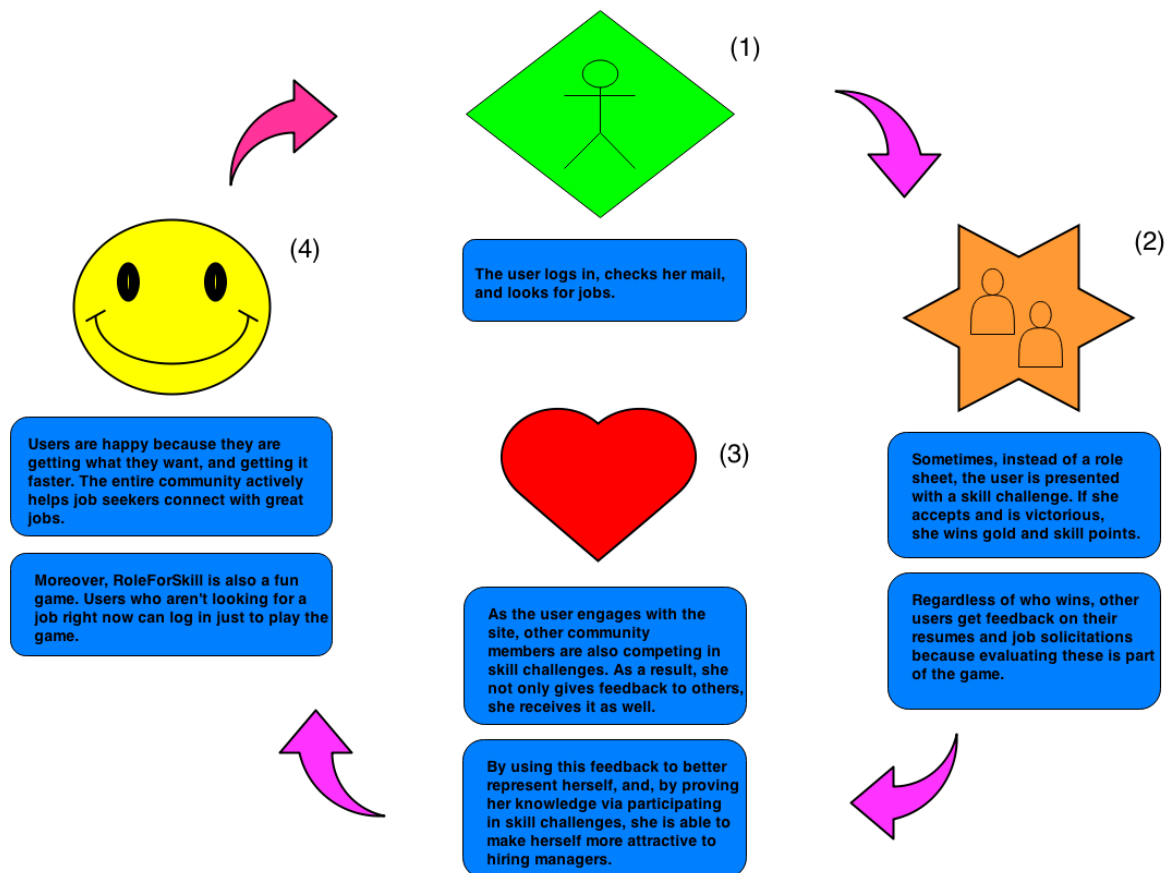 (1)
The user logs in, checks her mail,
and looks for jobs.
(2)
Sometimes, instead of a role
sheet, the user is presented
with a skill challenge. If she
accepts and is victorious,
she wins gold and skill points.
Regardless of who wins, other
users get feedback on their
resumes and job solicitations
because evaluating these is part
of the game.
(3)
As the user engages with the
site, other community
members are also competing in
skill challenges. As a result, she
not only gives feedback to others,
she receives it as well.
By using this feedback to better
represent herself, and, by proving
her knowledge via participating
in skill challenges, she is able to
make herself more attractive to
hiring managers.
(4)
Users are happy because they are
getting what they want, and getting it
faster. The entire community actively
helps job seekers connect with great
jobs.
Moreover, RoleForSkill is also a fun
game. Users who aren't looking for a
job right now can log in just to play the
game.